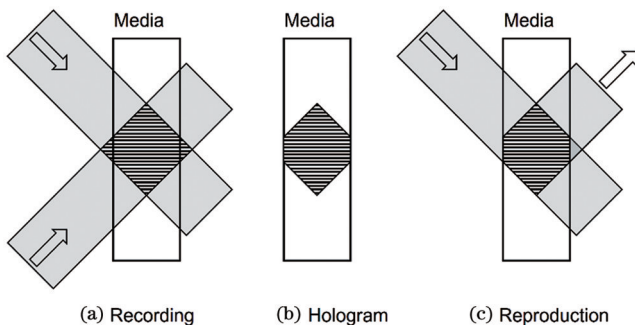 Media
Media
Media
(a) Recording
(b) Hologram
(c) Reproduction